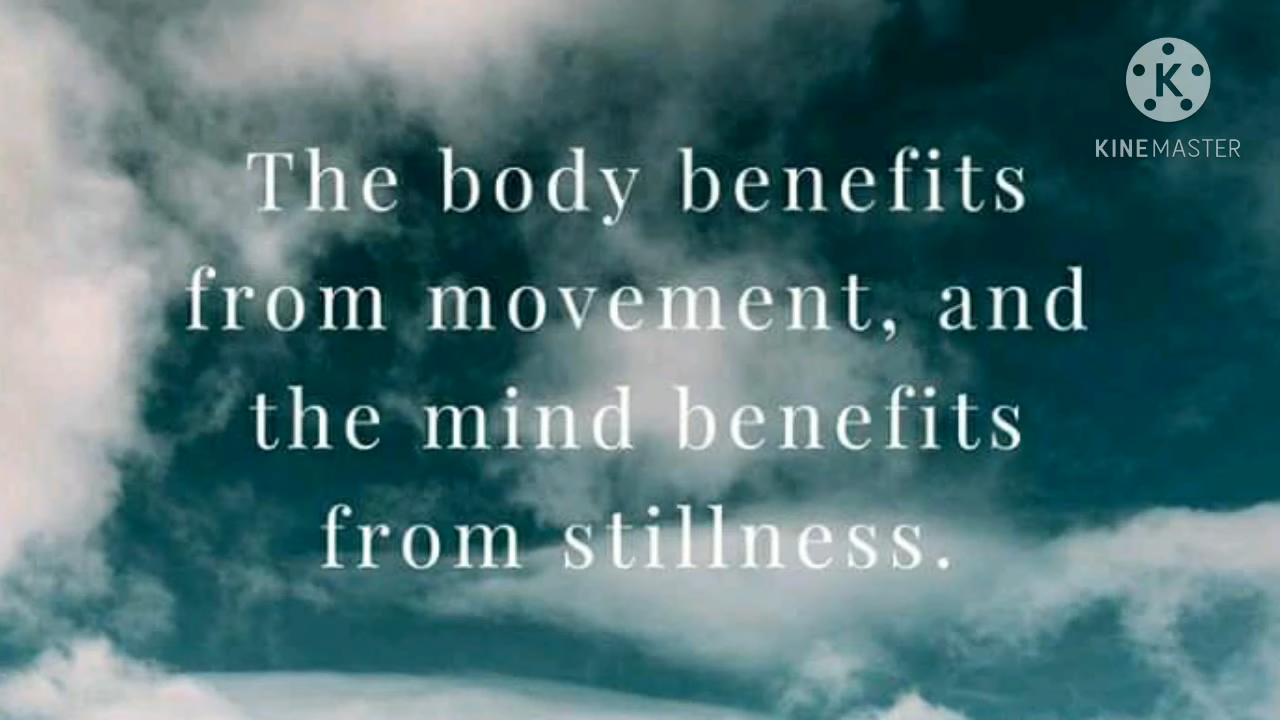 K
KINEMASTER
The body benefits
from movement, and
the mind benefits
from stillness.